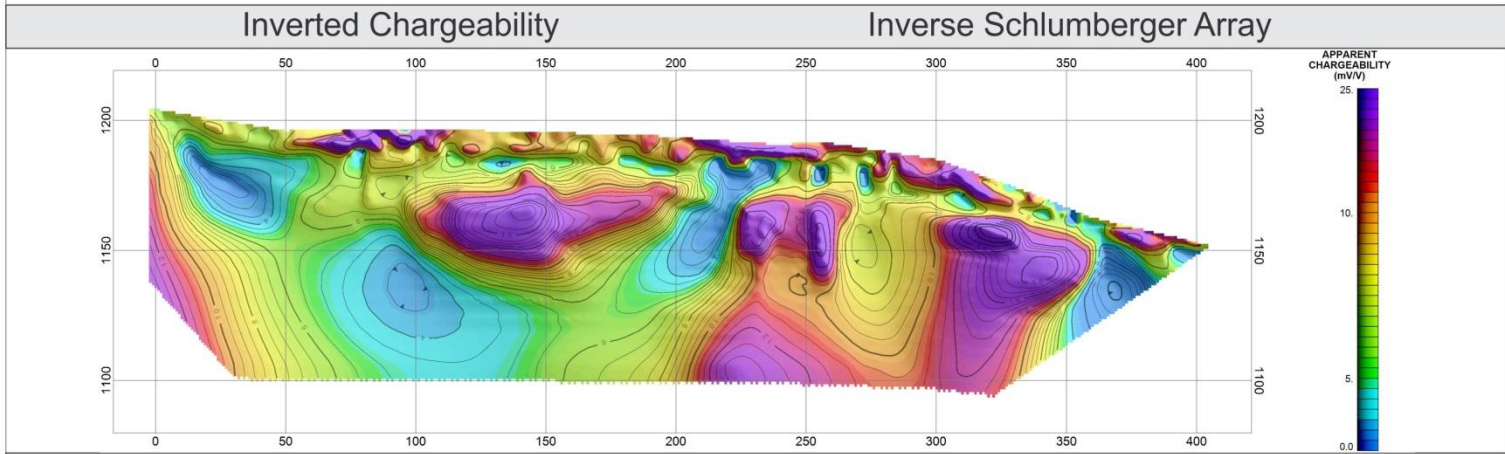 Inverted Chargeability Inverse Schlumberger Array
APPARENT
CHARGEABILITY
(mV/V)
0 50 100 150 200 250 300 350 400
25.
1200 1200
10.
1150 1150
5.
1100 1100
0.0
0 50 100 150 200 250 300 350 400